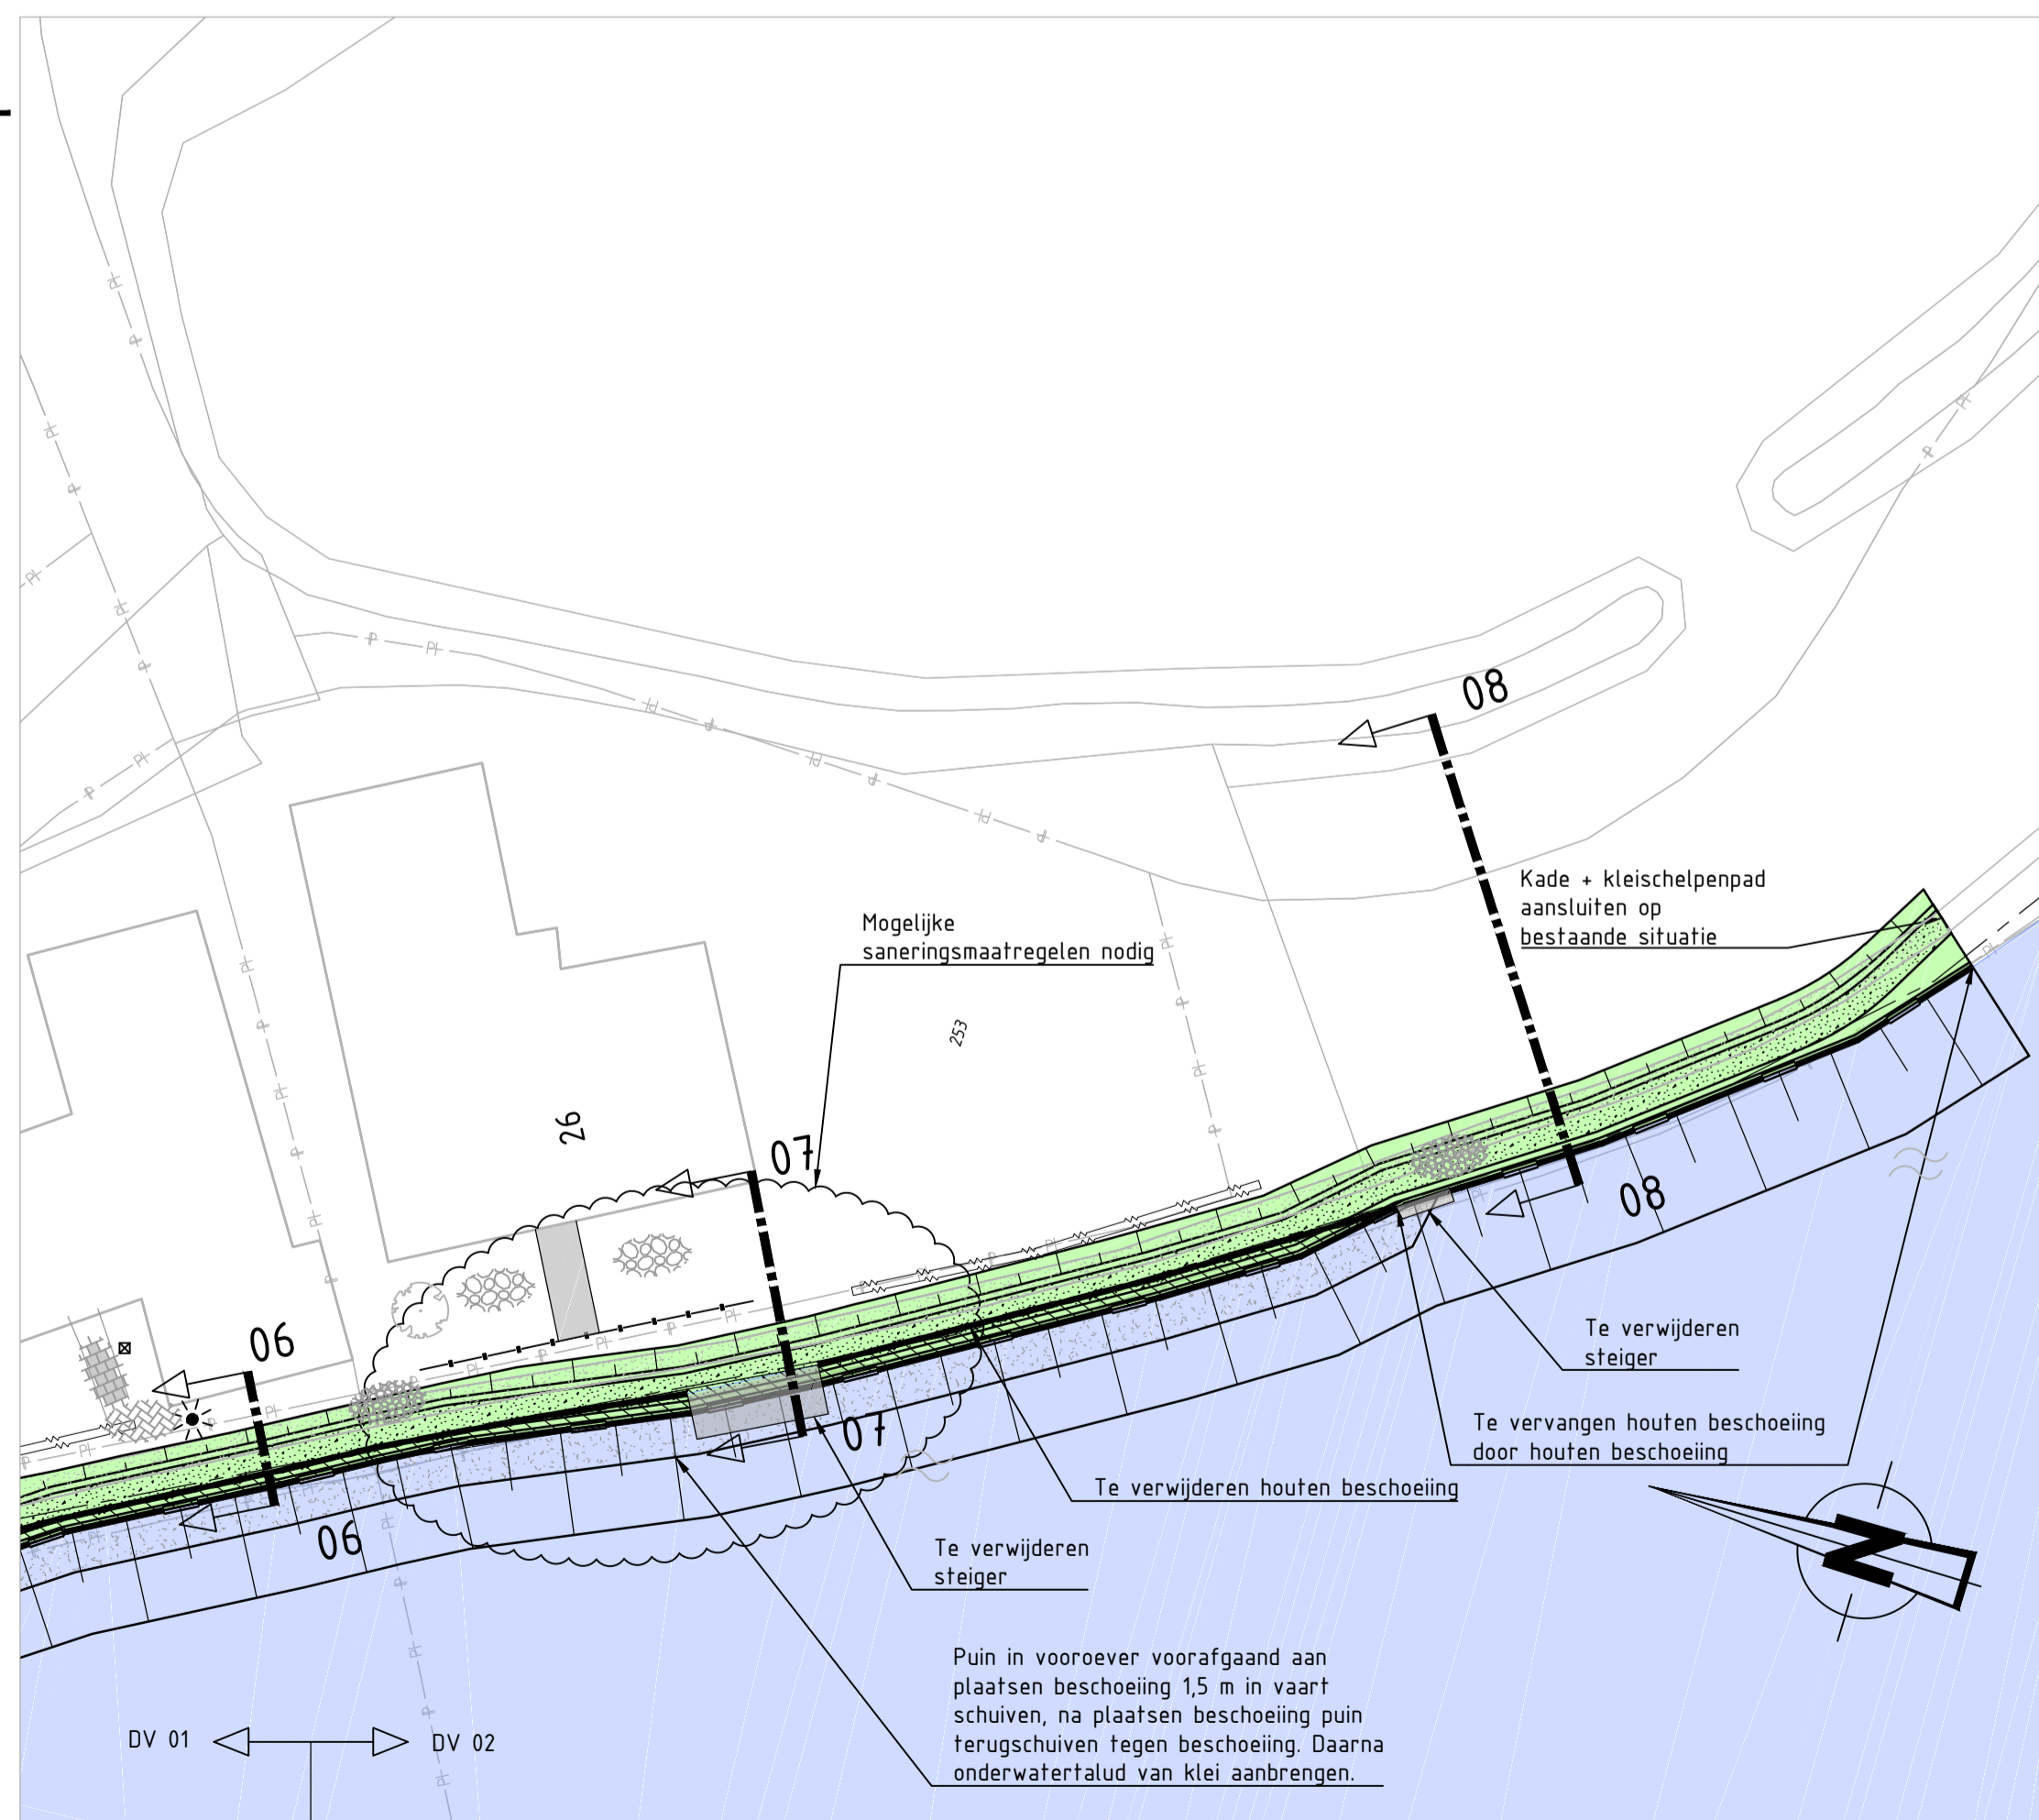 08
Kade + kleischelpenpad
aansluiten op
bestaande situatie
Mogelijke
saneringsmaatregelen nodig
253
26
07
08
06
Te verwijderen
steiger
Te vervangen houten beschoeiing
door houten beschoeiing
07
Te verwijderen houten beschoeiing
06
Te verwijderen
steiger
N
Puin in vooroever voorafgaand aan
plaatsen beschoeiing 1,5 m in vaart
schuiven, na plaatsen beschoeiing puin
terugschuiven tegen beschoeiing. Daarna
onderwatertalud van klei aanbrengen.
DV 01
DV 02